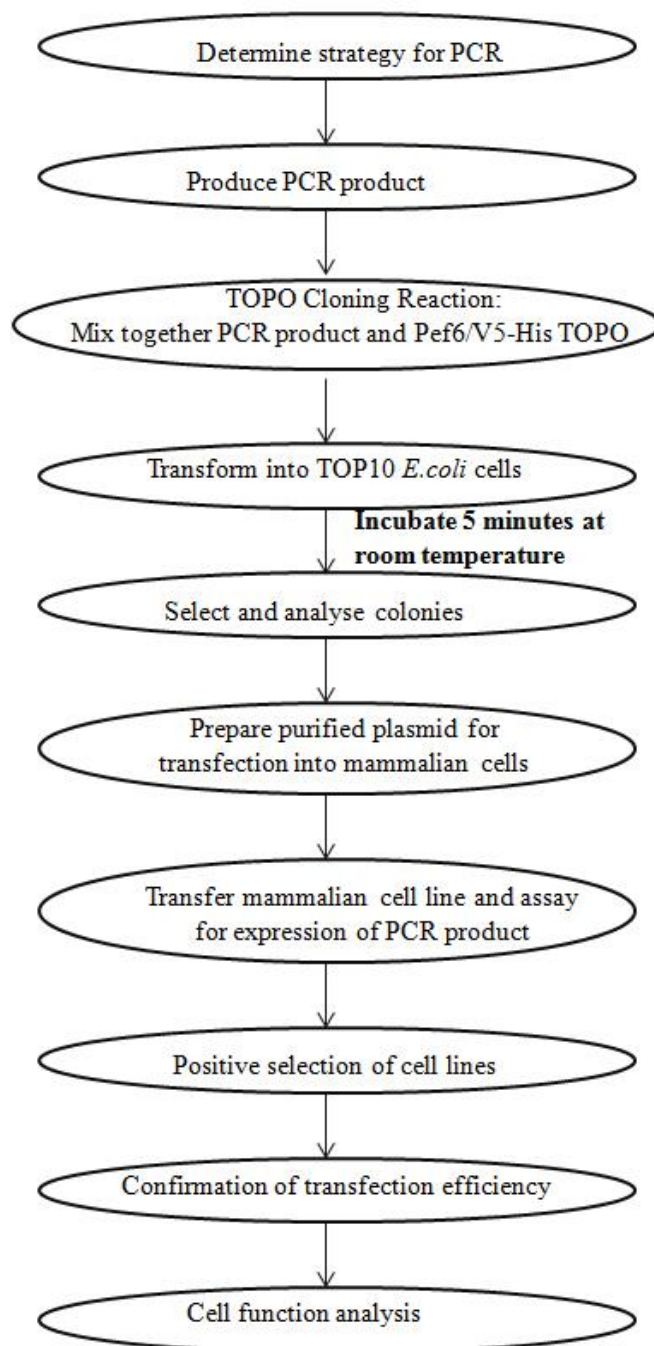 Determine strategy for PCR
Produce PCR product
TOPO Cloning Reaction:
Mix together PCR product and Pef6/V5-His TOPO
Transform into TOP10 E.coli cells
Incubate 5 minutes at
room temperature
Select and analyse colonies
Prepare purified plasmid for
transfection into mammalian cells
Transfer mammalian cell line and assay
for expression of PCR product
Positive selection of cell lines
Confirmation of transfection efficiency
Cell function analysis